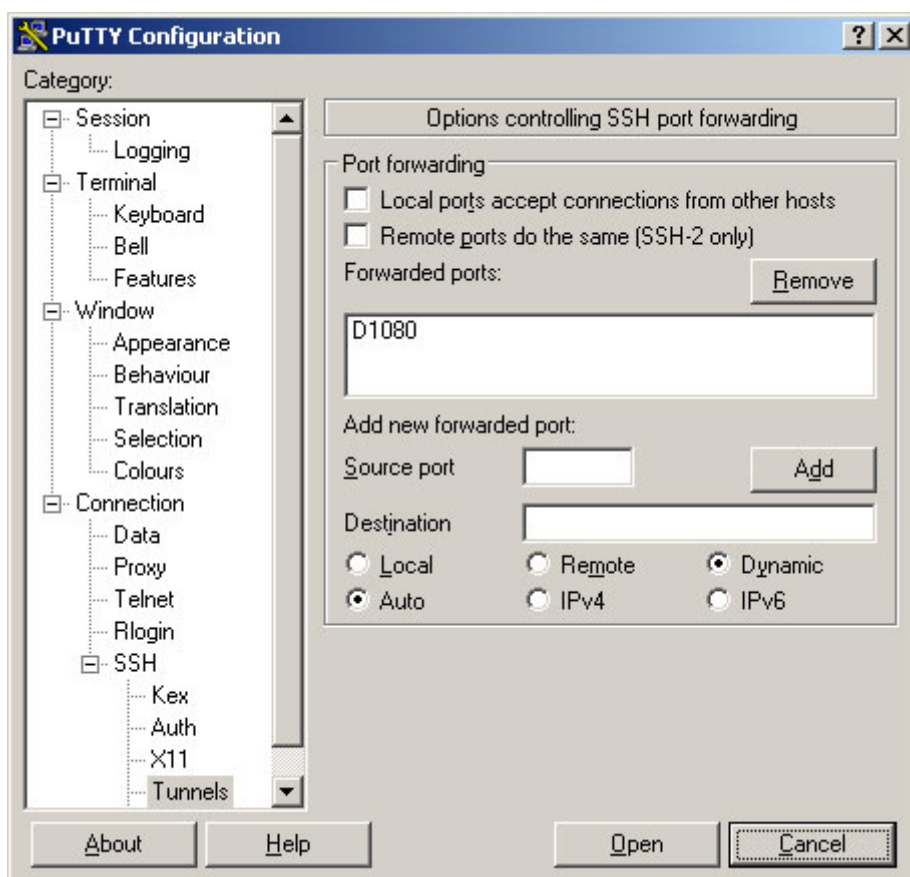 PuTTY Configuration
Category:
Session
Logging
Terminal
Keyboard
Bell
Features
Window
Appearance
Behaviour
Translation
Selection
Colours
Connection
Data
Proxy
Telnet
Rlogin
SSH
Kex
Auth
X11
Tunnels
Options controlling SSH port forwarding
Port forwarding
Local ports accept connections from other hosts
Remote ports do the same (SSH-2 only)
Forwarded ports: Remove
D1080
Add new forwarded port:
Source port Add
Destination
Local Remote Dynamic
Auto IPv4 IPv6
About Help Open Cancel